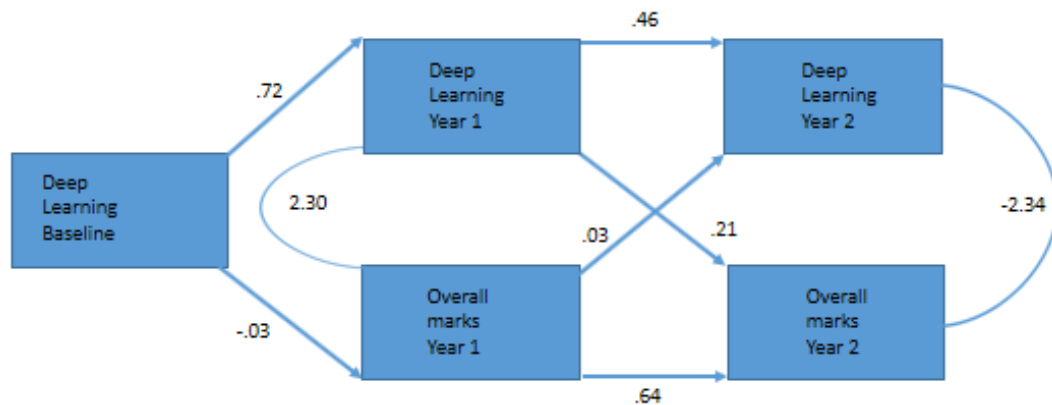 .46
Deep
Learning
Year 1
Deep
Learning
Year 2
.72
Deep
Learning
Baseline
2.30
.03
.21
-2.34
-.03
Overall
marks
Year 1
Overall
marks
Year 2
.64